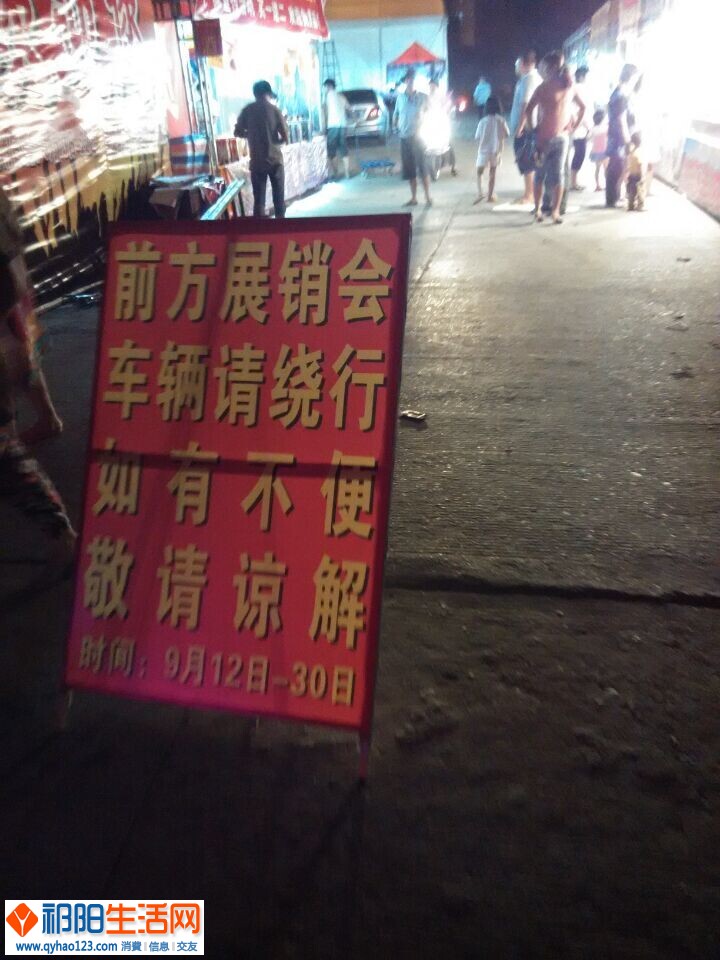 前方展销会
车辆请绕行
如有不便
敬请谅解
时间：9月12日-30日
祁阳生活网
www.qyhao123.com 消費 | 信息 | 交友